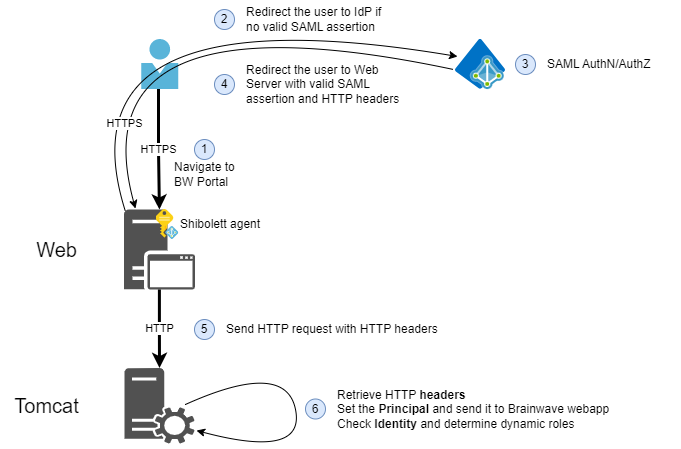 2
Redirect the user to IdP if
no valid SAML assertion
3
SAML AuthN/AuthZ
4
Redirect the user to Web
Server with valid SAML
assertion and HTTP headers
HTTPS
HTTPS
1
Navigate to
BW Portal
Shibolett agent
Web
HTTP
5
Send HTTP request with HTTP headers
Tomcat
6
Retrieve HTTP headers
Set the Principal and send it to Brainwave webapp
Check Identity and determine dynamic roles